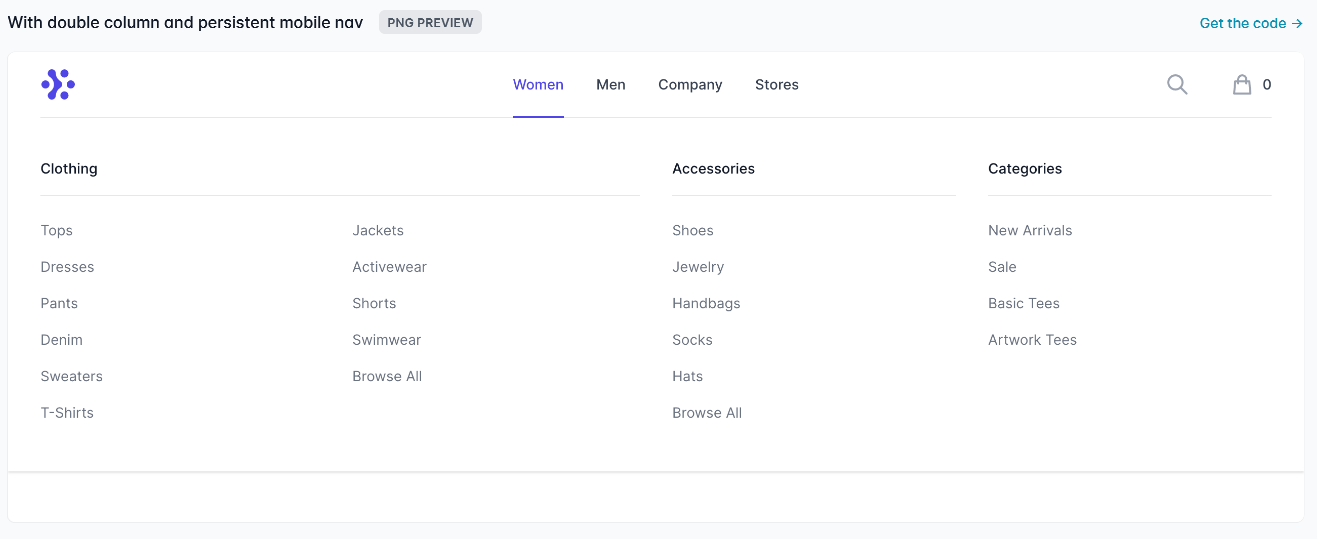 With double column and persistent mobile nav PNG PREVIEW Get the code →
Women Men Company Stores 0
Clothing Accessories Categories
Tops Jackets Shoes New Arrivals
Dresses Activewear Jewelry Sale
Pants Shorts Handbags Basic Tees
Denim Swimwear Socks Artwork Tees
Sweaters Browse All Hats
T-Shirts Browse All